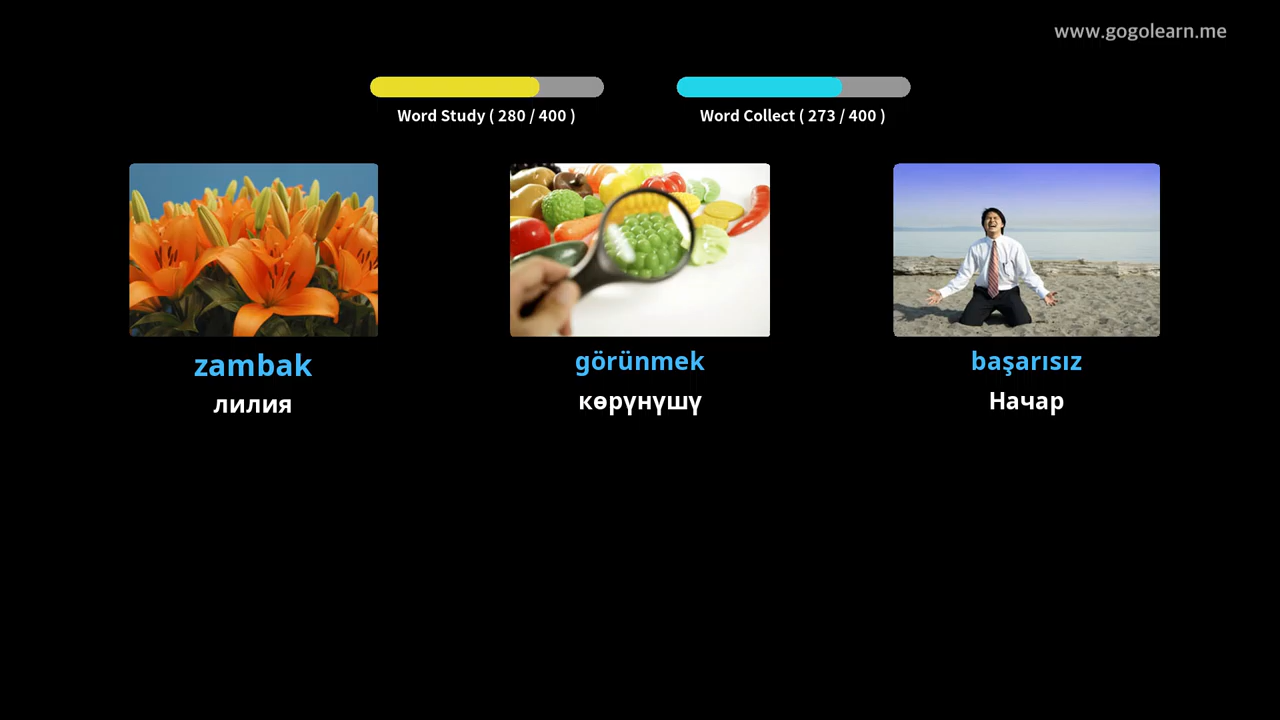 www.gogolearn.me
Word Study ( 280 / 400 )
Word Collect ( 273 / 400 )
zambak
лилия
görünmek
көрүнүшү
başarısız
Начар